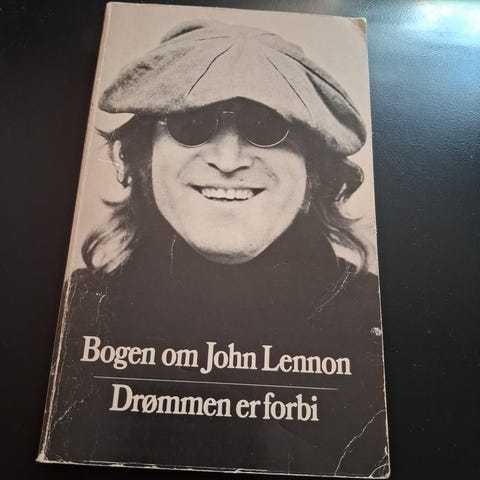 Bogen om John Lennon
Drømmen er forbi